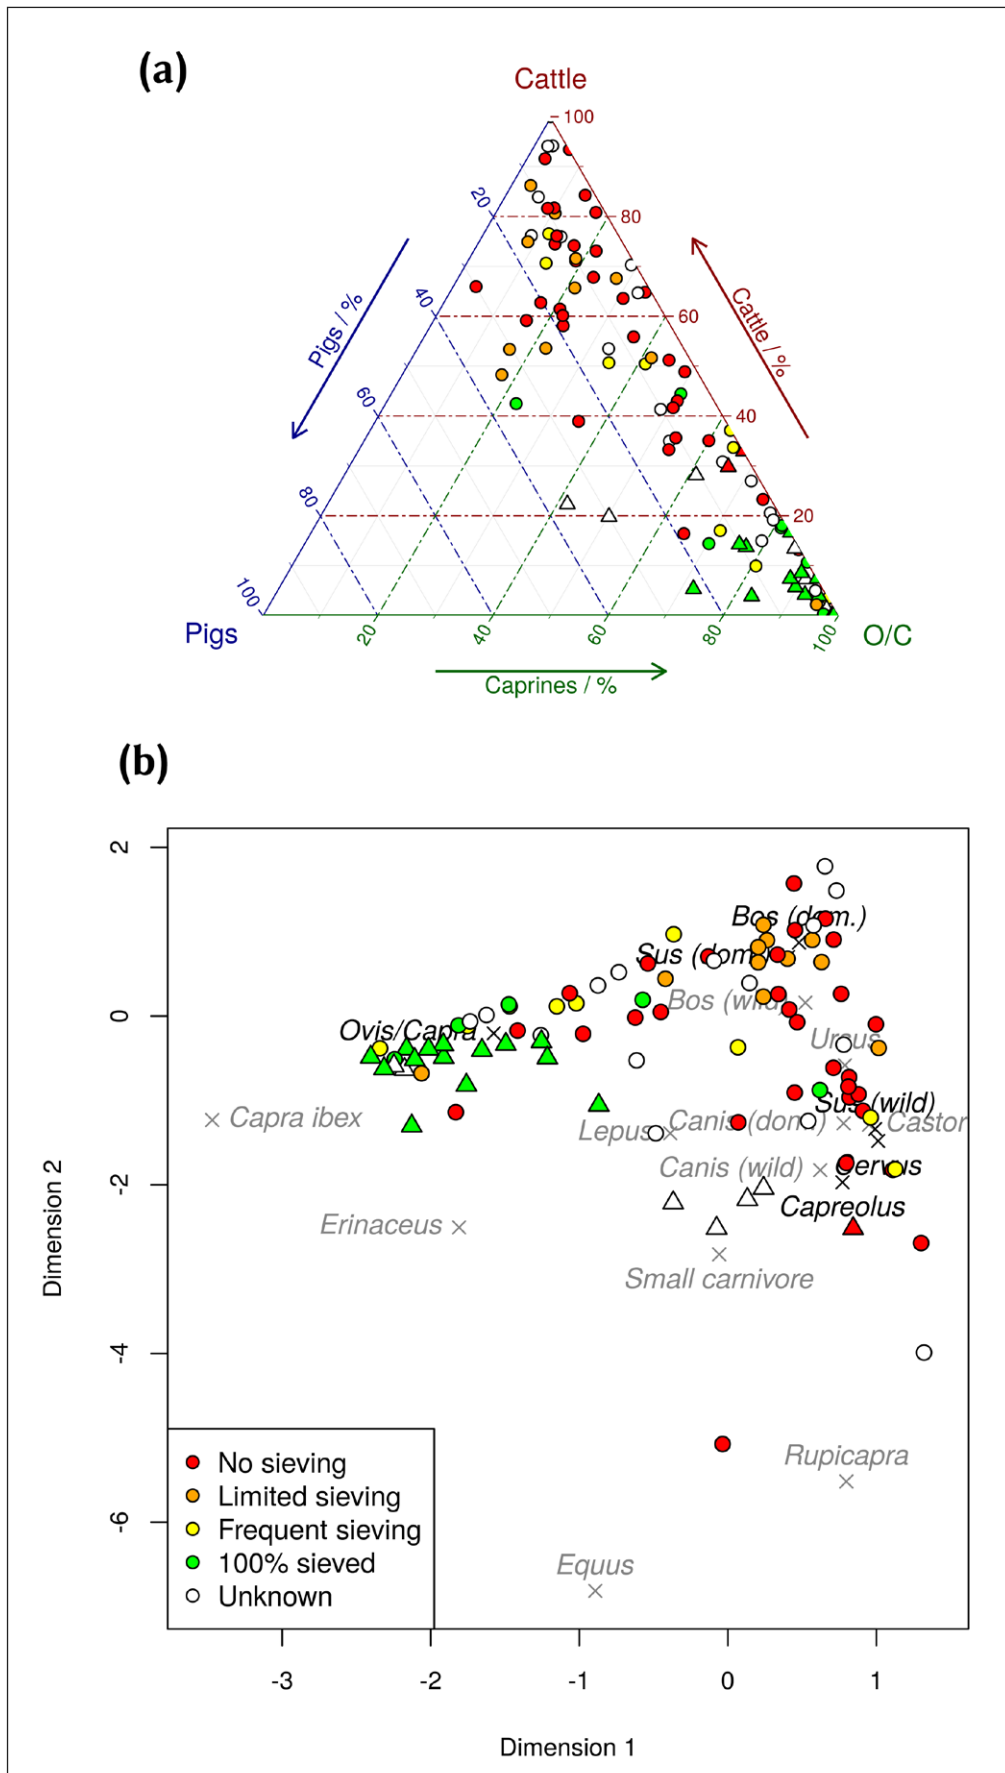 (a)
Cattle
100
80
60
40
20
20
40
60
80
100
Pigs / %
Cattle / %
Pigs
20
40
60
80
100
O/C
Caprines / %
(b)
2
0
-2
-4
-6
Dimension 2
Bos (dom.)
Sus (dom.)
Bos (wild)
Ovis/Capra
Ursus
Sus (wild)
Capra ibex
Lepus
Canis (dom.)
Castor
Canis (wild)
Cervus
Capreolus
Erinaceus
Small carnivore
Rupicapra
Equus
No sieving
Limited sieving
Frequent sieving
100% sieved
Unknown
-3
-2
-1
0
1
Dimension 1